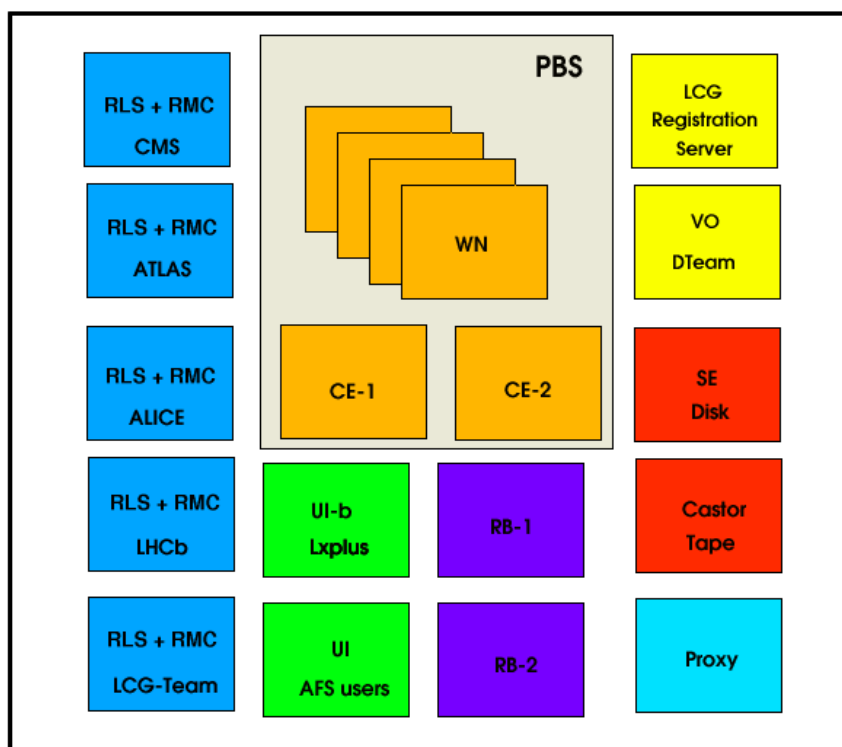 RLS + RMC
CMS
RLS + RMC
ATLAS
RLS + RMC
ALICE
RLS + RMC
LHCb
RLS + RMC
LCG-Team
PBS
WN
CE-1
CE-2
UI-b
Lxplus
RB-1
UI
AFS users
RB-2
LCG
Registration
Server
VO
DTeam
SE
Disk
Castor
Tape
Proxy